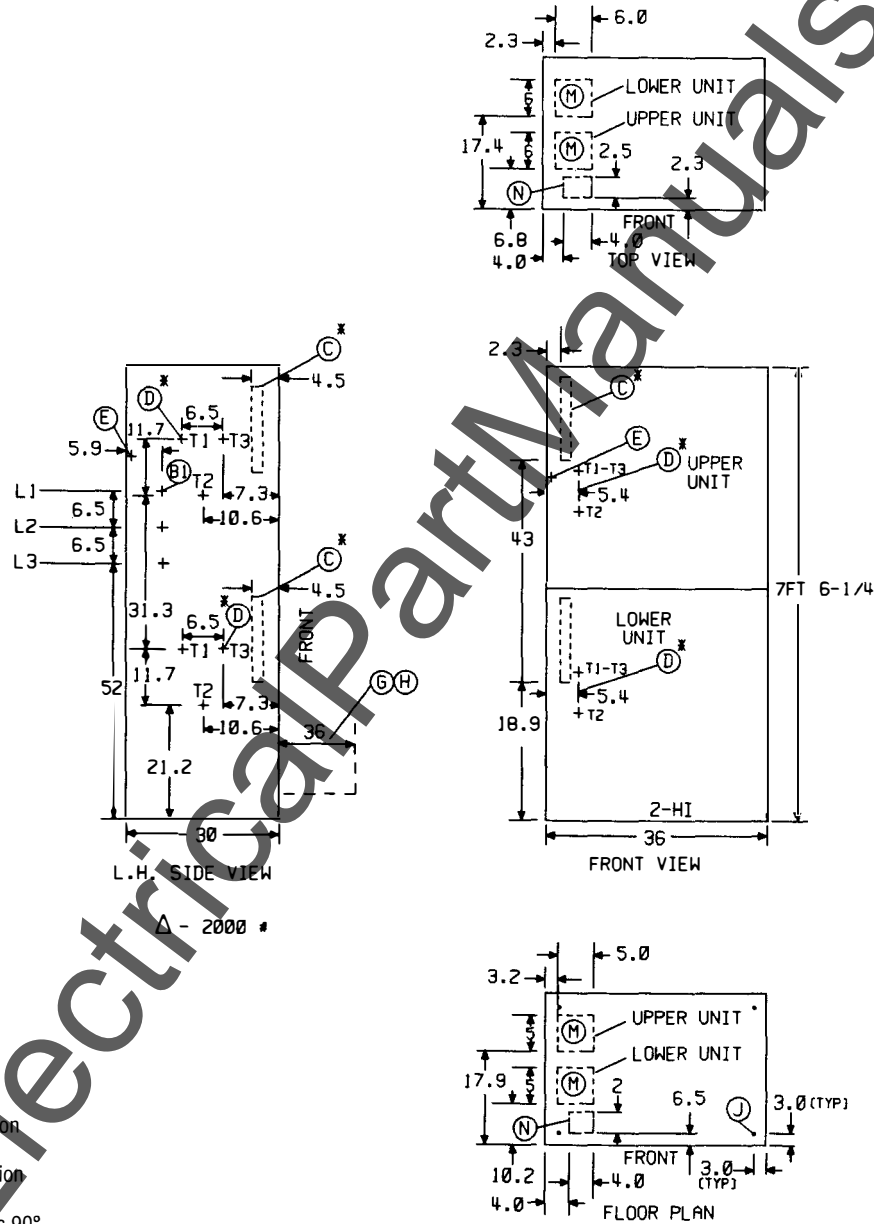 6.0
2.3
LOWER UNIT
M
6
UPPER UNIT
17.4
6
M
2.5
2.3
N
FRONT
6.8
4.0
4.0
TOP VIEW
C*
4.5
D*
6.5
E
11.7
T1
T3
5.9
B1
T2
L1
7.3
6.5
10.6
L2
6.5
L3
C*
4.5
31.3
D*
6.5
FRONT
T1
T3
52
11.7
T2
7.3
G H
10.6
36
21.2
30
L.H. SIDE VIEW
Δ - 2000 #
2.3
C*
E
D*
UPPER
UNIT
T1-T3
5.4
T2
43
7FT 6-1/4
LOWER
UNIT
D*
T1-T3
5.4
T2
18.9
2-HI
36
FRONT VIEW
5.0
3.2
UPPER UNIT
5
M
LOWER UNIT
17.9
5
M
2
6.5
J
3.0 (TYP)
N
FRONT
10.2
3.0
(TYP)
4.0
4.0
FLOOR PLAN
ion
ion
90°
ElectricalPartManuals